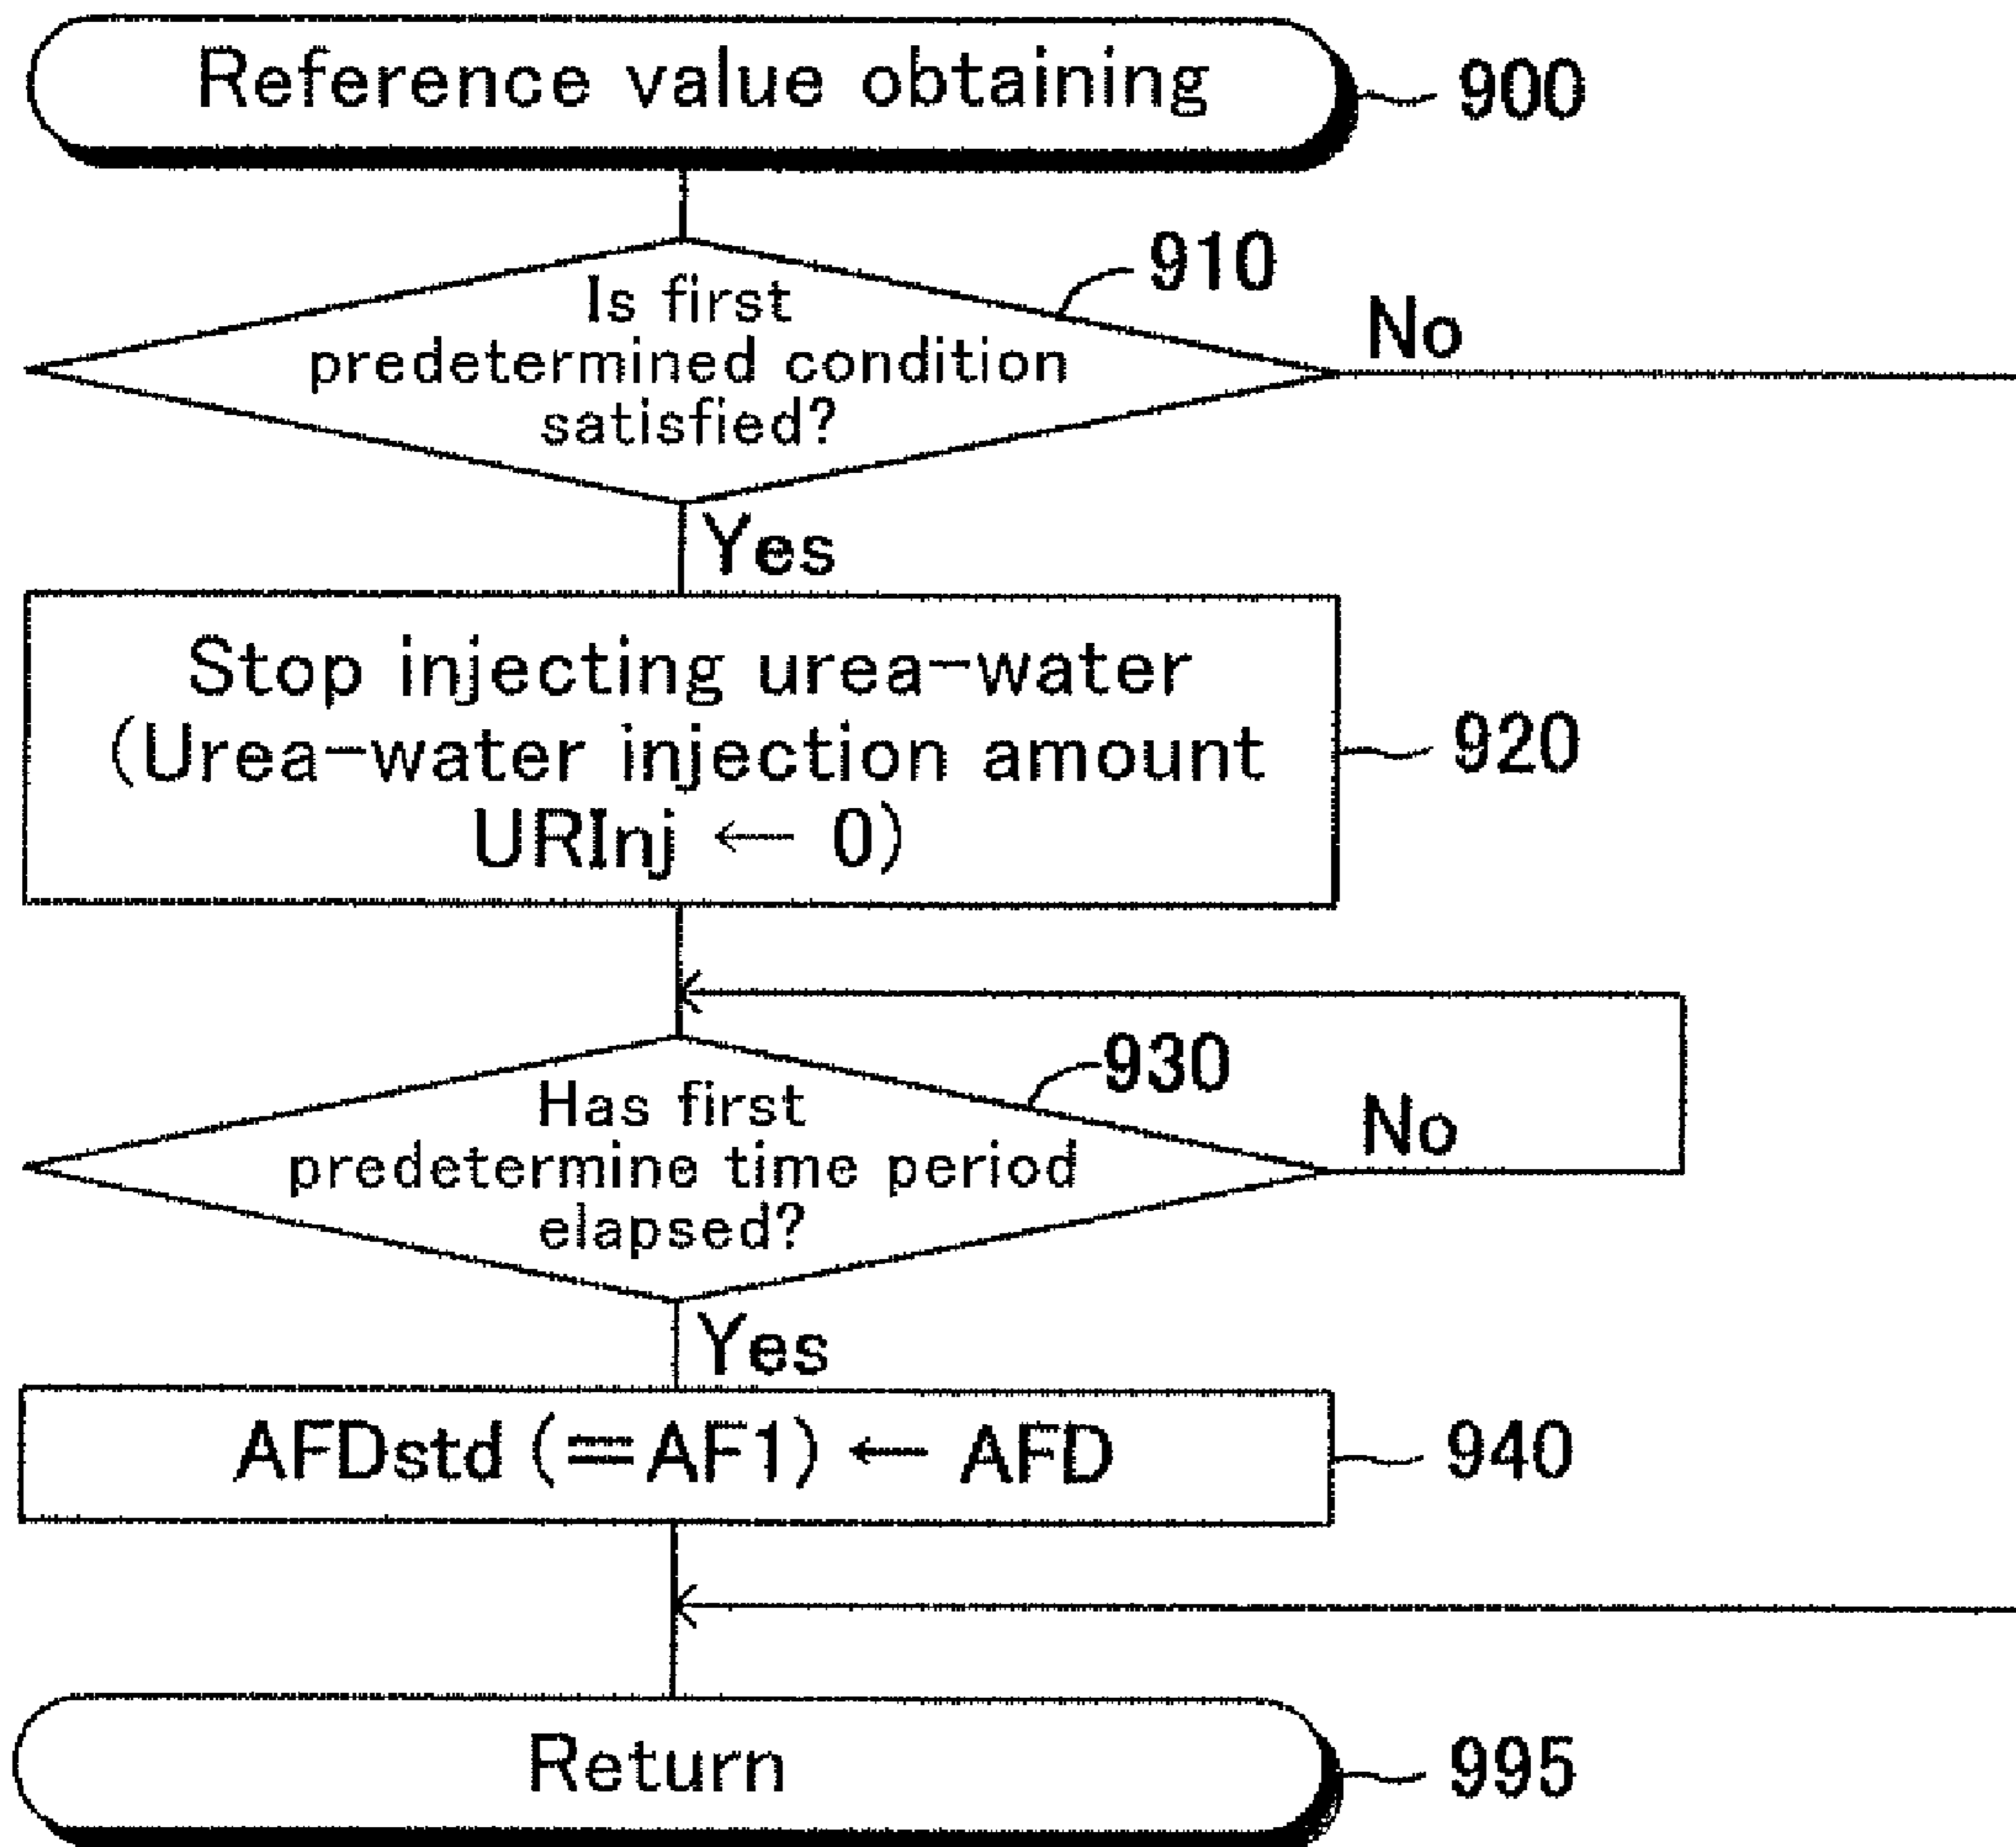 Reference value obtaining
900
910
Is first
predetermined condition
satisfied?
No
Yes
Stop injecting urea-water
(Urea-water injection amount
URInj ← 0)
920
930
Has first
predetermine time period
elapsed?
No
Yes
AFDstd (=AF1) ← AFD
940
Return
995